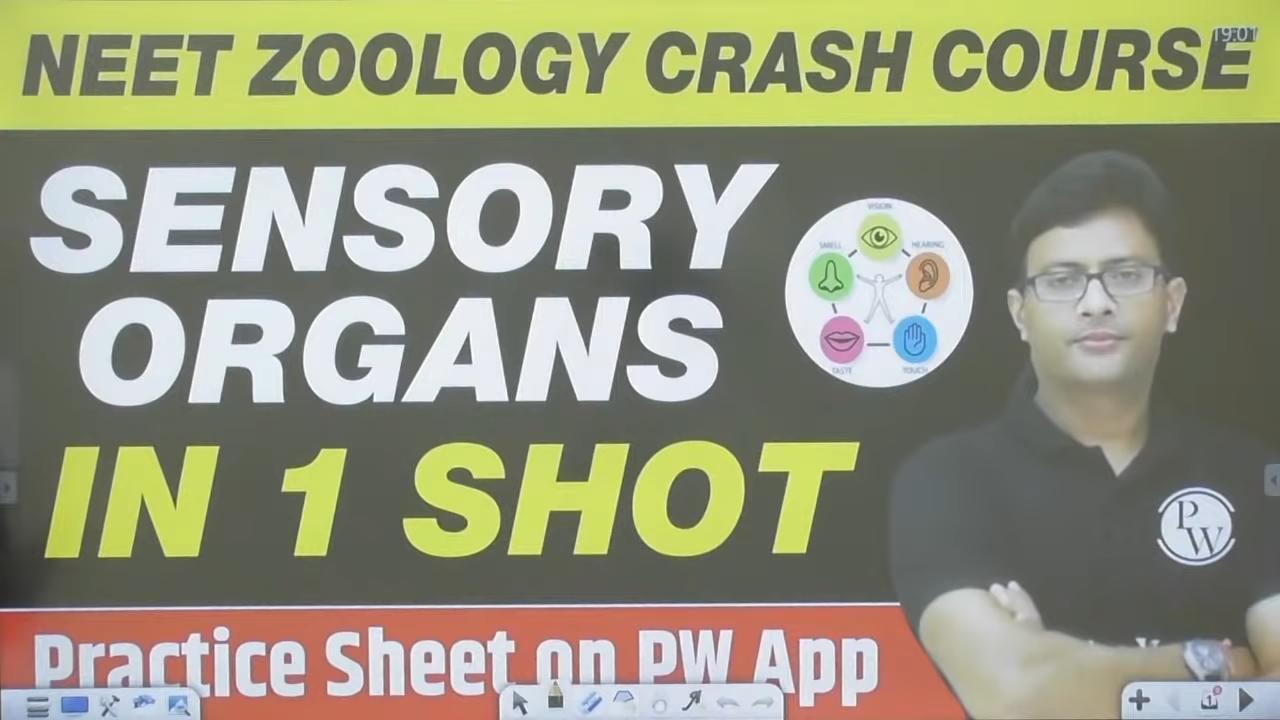 NEET ZOOLOGY CRASH COURSE
19:01
SENSORY
ORGANS
IN 1 SHOT
VISION
SMELL
HEARING
TASTE
TOUCH
PW
Practice Sheet on PW App